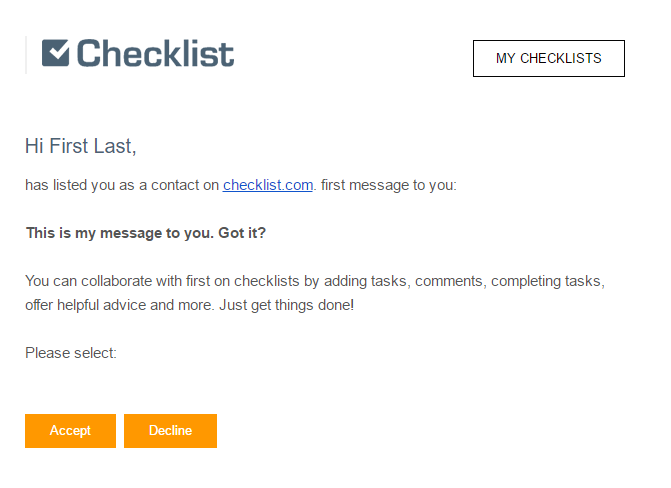 Checklist
MY CHECKLISTS
Hi First Last,
has listed you as a contact on checklist.com. first message to you:
This is my message to you. Got it?
You can collaborate with first on checklists by adding tasks, comments, completing tasks,
offer helpful advice and more. Just get things done!
Please select:
Accept
Decline